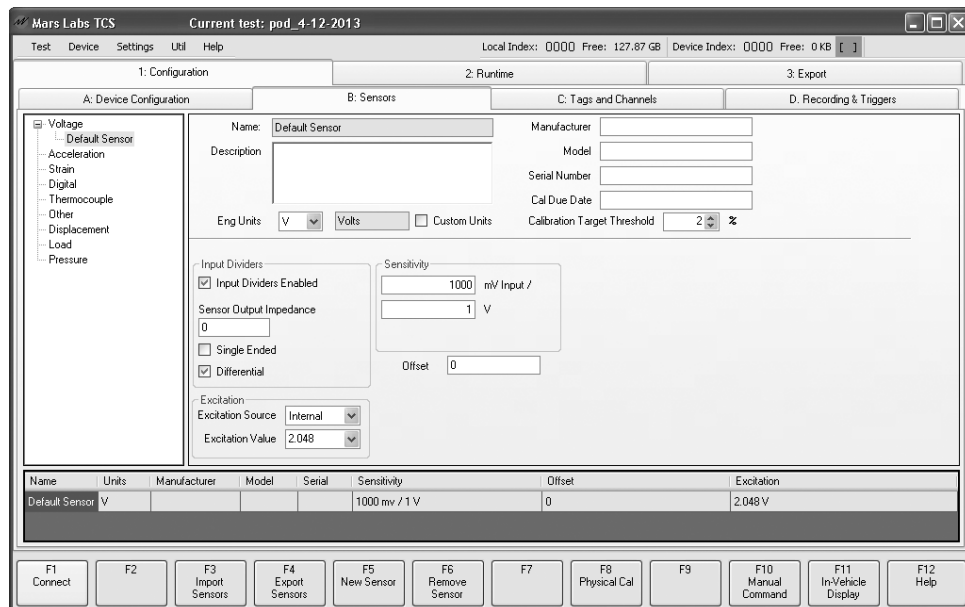 Mars Labs TCS Current test: pod_4-12-2013
Test Device Settings Util Help Local Index: 0000 Free: 127.87 GB Device Index: 0000 Free: 0 KB [ ]
1: Configuration 2: Runtime 3: Export
A: Device Configuration B: Sensors C: Tags and Channels D. Recording & Triggers
Voltage
Default Sensor
Acceleration
Strain
Digital
Thermocouple
Other
Displacement
Load
Pressure
Name: Default Sensor
Description
Eng Units V Volts Custom Units
Manufacturer
Model
Serial Number
Cal Due Date
Calibration Target Threshold 2 %
Input Dividers
Input Dividers Enabled
Sensor Output Impedance
0
Single Ended
Differential
Sensitivity
1000 mV Input /
1 V
Offset 0
Excitation
Excitation Source Internal
Excitation Value 2.048
Name Units Manufacturer Model Serial Sensitivity Offset Excitation
Default Sensor V 1000 mv / 1 V 0 2.048 V
F1 F2 F3 F4 F5 F6 F7 F8 F9 F10 F11 F12
Connect Import Export New Sensor Remove Physical Cal Manual In-Vehicle Help
Sensors Sensors Sensor Command Display